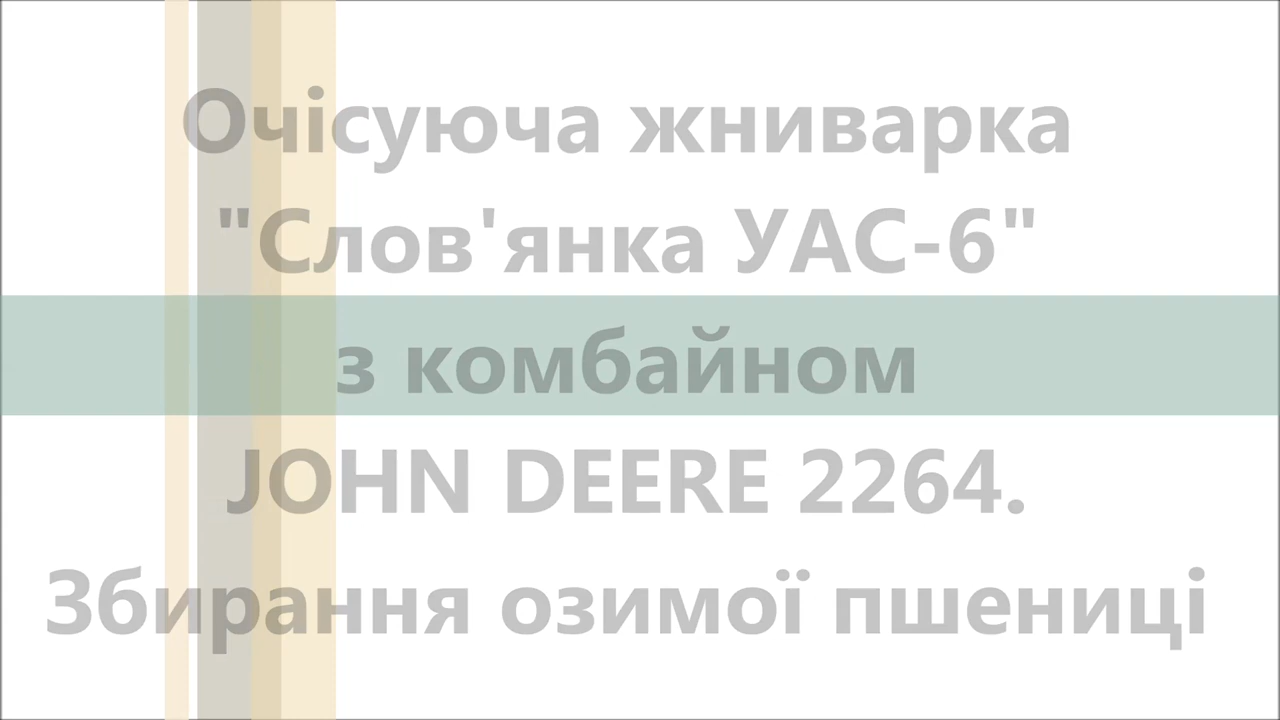 Очісуюча жниварка
"Слов'янка УАС-6"
з комбайном
JOHN DEERE 2264.
Збирання озимої пшениці